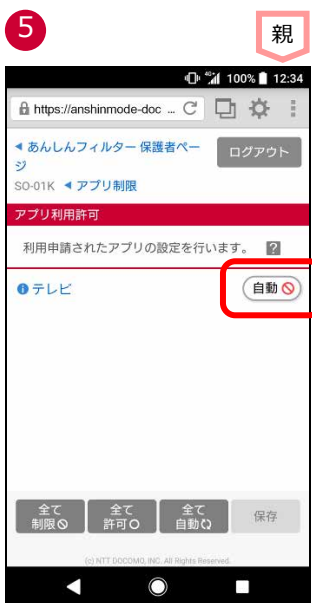 5
親
100% 12:34
https://anshinmode-doc ...
あんしんフィルター 保護者ペー
ジ
ログアウト
SO-01K アプリ制限
アプリ利用許可
利用申請されたアプリの設定を行います。 ?
テレビ
自動
全て
制限
全て
許可
全て
自動
保存
(c) NTT DOCOMO, INC. All Rights Reserved.